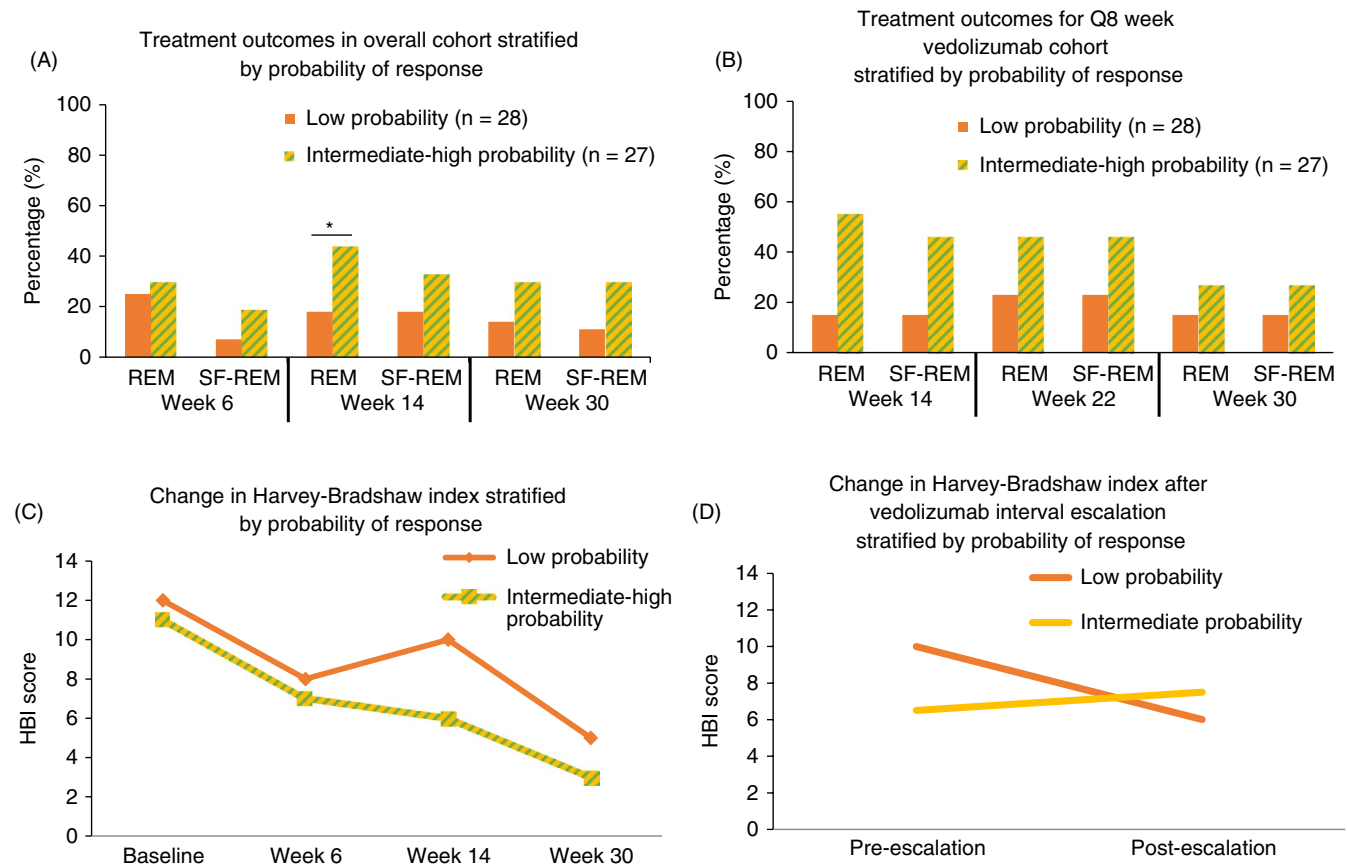 (A)
Treatment outcomes in overall cohort stratified
by probability of response
Low probability (n = 28)
Intermediate-high probability (n = 27)
Percentage (%)
100
80
60
40
20
0
*
REM SF-REM REM SF-REM REM SF-REM
Week 6 Week 14 Week 30
(B)
Treatment outcomes for Q8 week
vedolizumab cohort
stratified by probability of response
Low probability (n = 28)
Intermediate-high probability (n = 27)
Percentage (%)
100
80
60
40
20
0
REM SF-REM REM SF-REM REM SF-REM
Week 14 Week 22 Week 30
(C)
Change in Harvey-Bradshaw index stratified
by probability of response
Low probability
Intermediate-high
probability
HBI score
14
12
10
8
6
4
2
0
Baseline Week 6 Week 14 Week 30
(D)
Change in Harvey-Bradshaw index after
vedolizumab interval escalation
stratified by probability of response
Low probability
Intermediate probability
HBI score
14
12
10
8
6
4
2
0
Pre-escalation Post-escalation